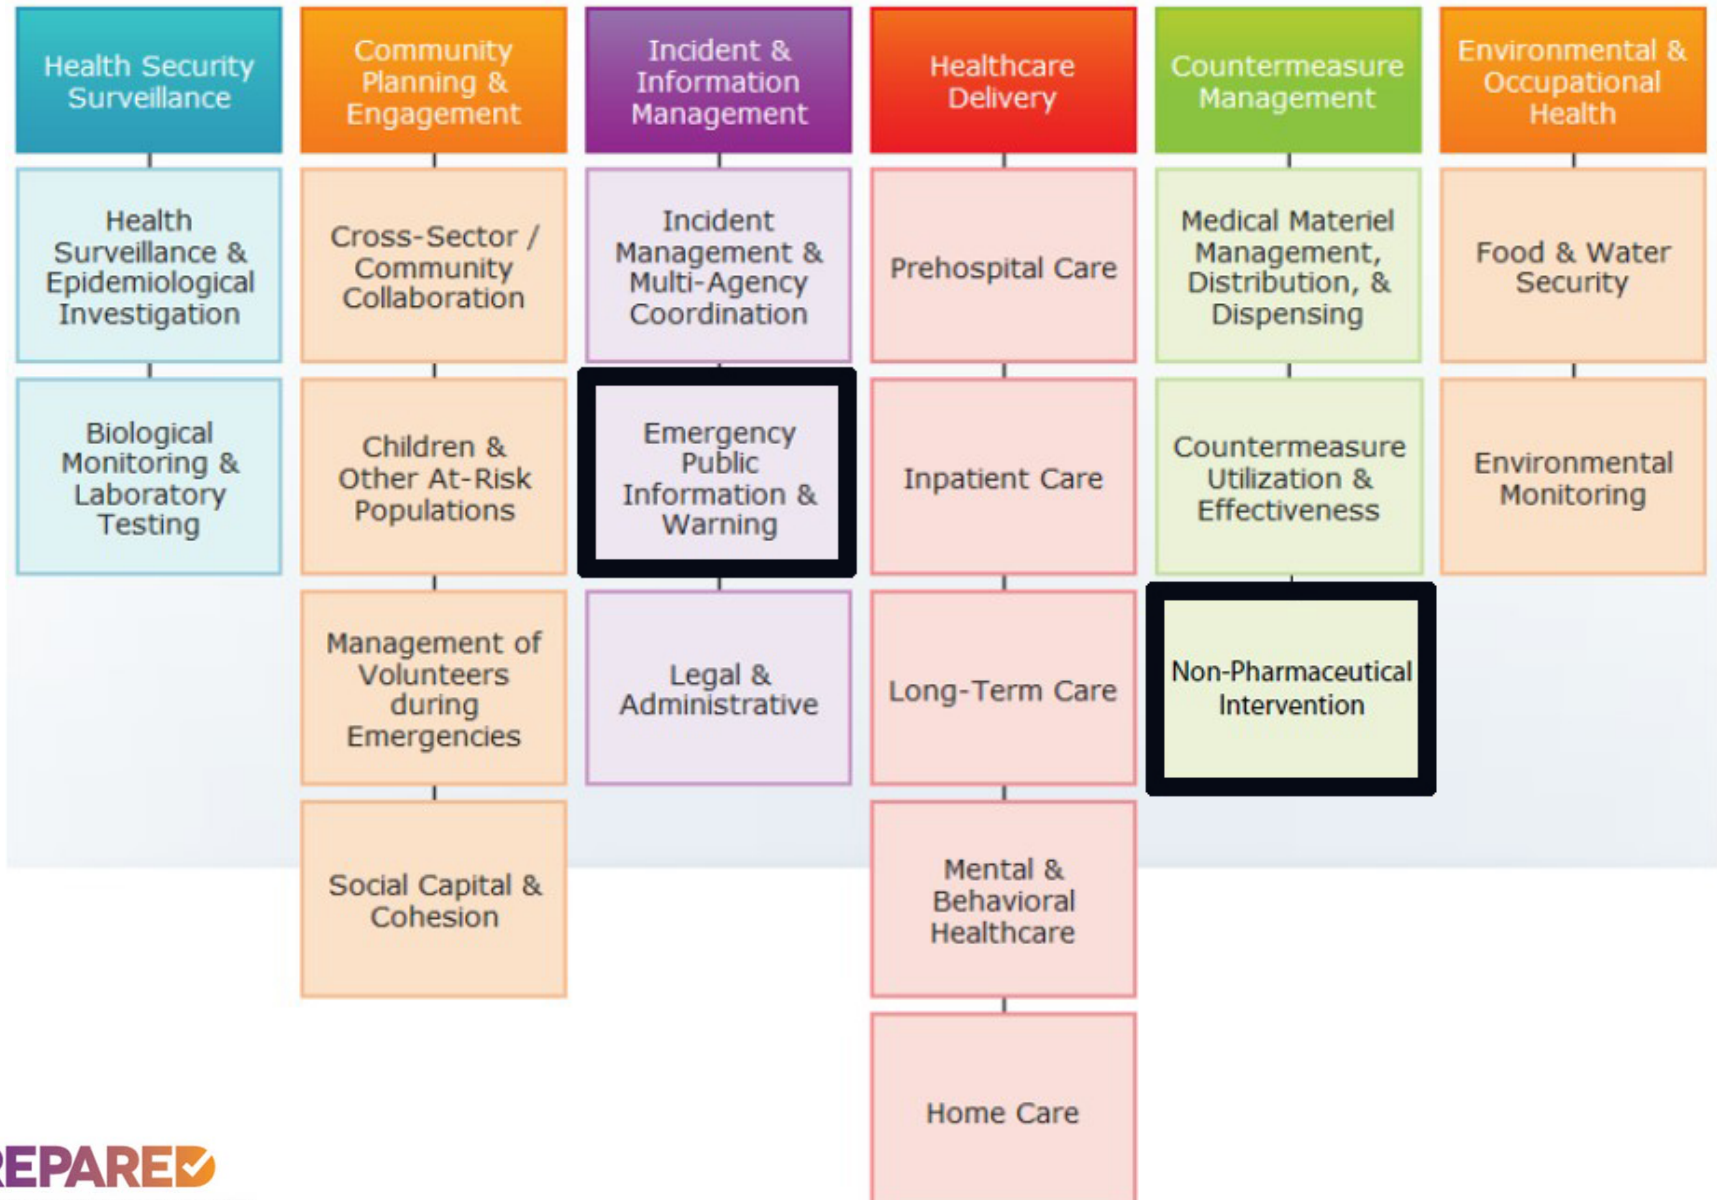 Health Security
Surveillance
Community
Planning &
Engagement
Incident &
Information
Management
Healthcare
Delivery
Countermeasure
Management
Environmental &
Occupational
Health
Health
Surveillance &
Epidemiological
Investigation
Cross-Sector /
Community
Collaboration
Incident
Management &
Multi-Agency
Coordination
Prehospital Care
Medical Materiel
Management,
Distribution, &
Dispensing
Food & Water
Security
Biological
Monitoring &
Laboratory
Testing
Children &
Other At-Risk
Populations
Emergency
Public
Information &
Warning
Inpatient Care
Countermeasure
Utilization &
Effectiveness
Environmental
Monitoring
Management of
Volunteers
during
Emergencies
Legal &
Administrative
Long-Term Care
Non-Pharmaceutical
Intervention
Social Capital &
Cohesion
Mental &
Behavioral
Healthcare
Home Care
REPARED